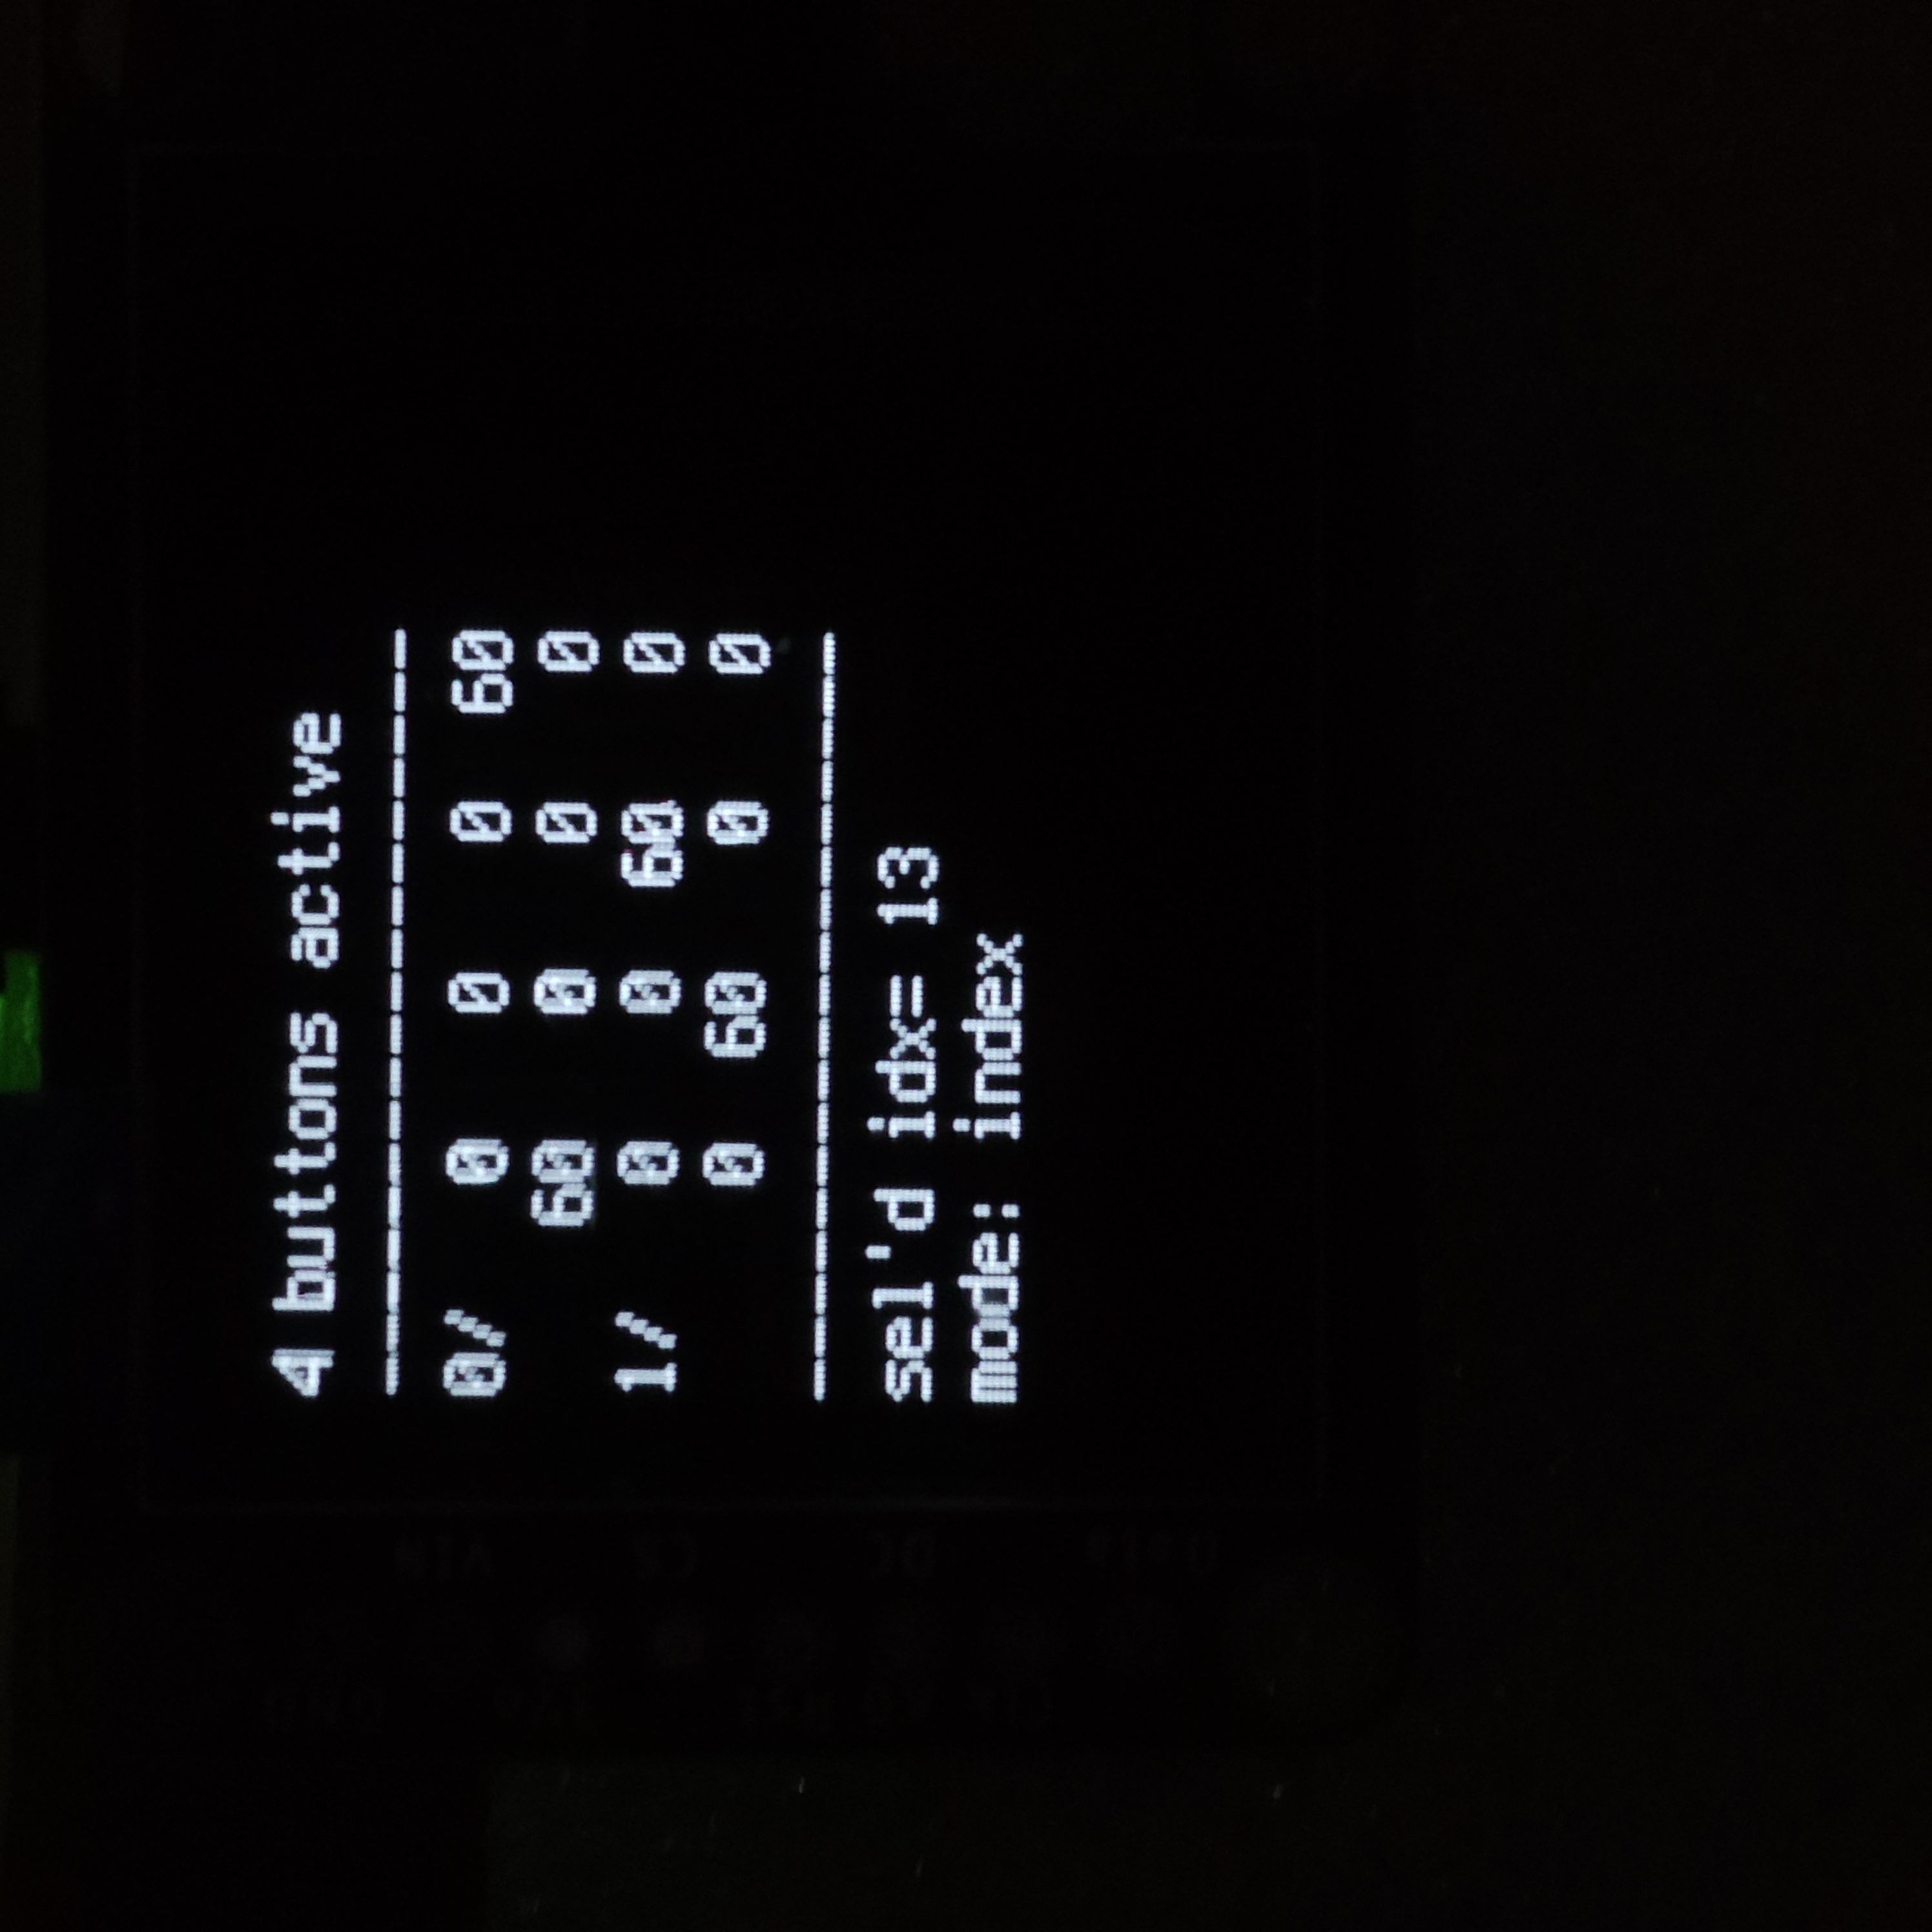 4 buttons active
------------------
0/   0   0   0  60
    60   0   0   0
1/   0   0  60   0
     0  60   0   0
------------------
sel'd idx= 13
mode: index